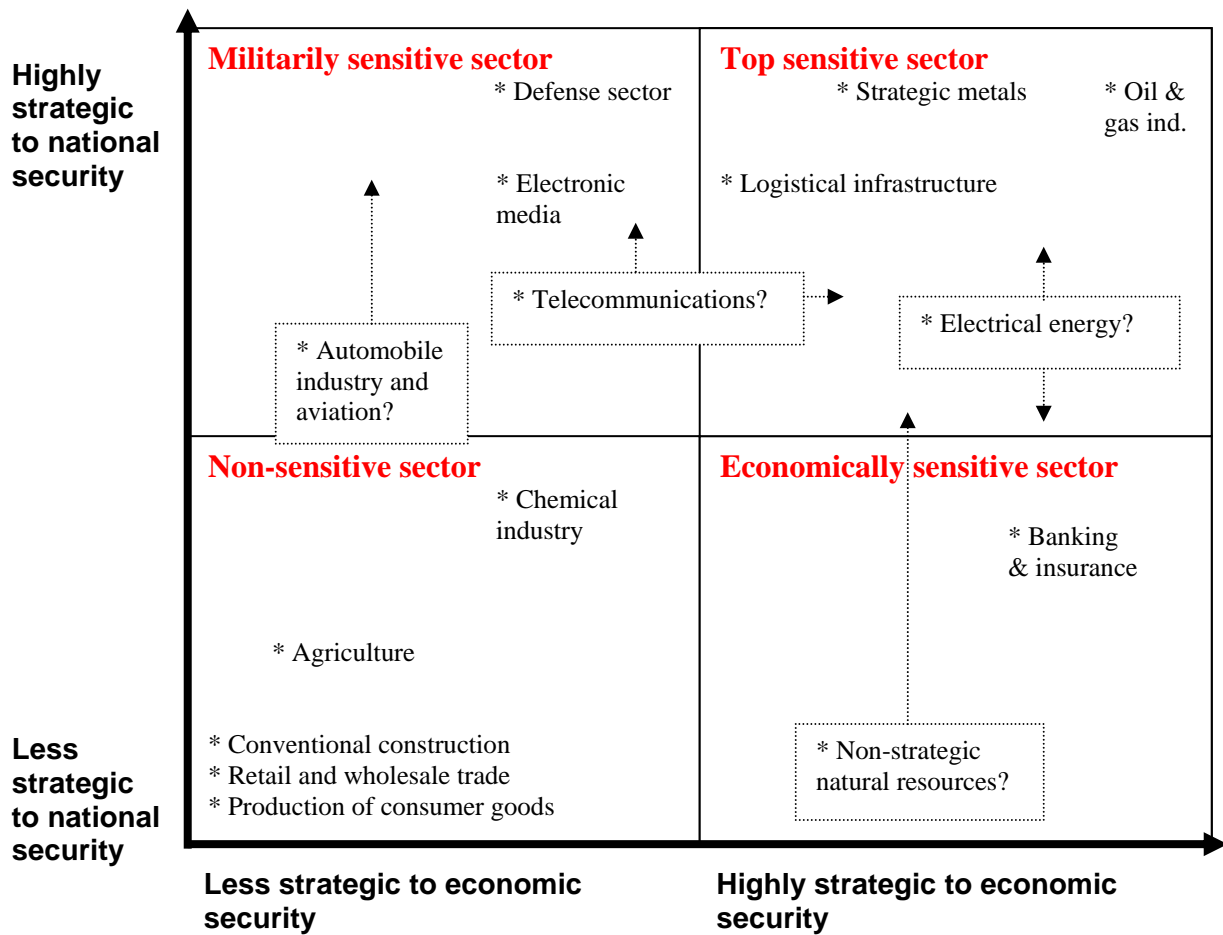 Highly
strategic
to national
security
Militarily sensitive sector
* Defense sector
* Electronic
media
* Telecommunications?
* Automobile
industry and
aviation?
Top sensitive sector
* Strategic metals
* Oil &
gas ind.
* Logistical infrastructure
* Electrical energy?
Non-sensitive sector
* Chemical
industry
* Agriculture
* Conventional construction
* Retail and wholesale trade
* Production of consumer goods
Economically sensitive sector
* Banking
& insurance
* Non-strategic
natural resources?
Less
strategic
to national
security
Less strategic to economic
security
Highly strategic to economic
security